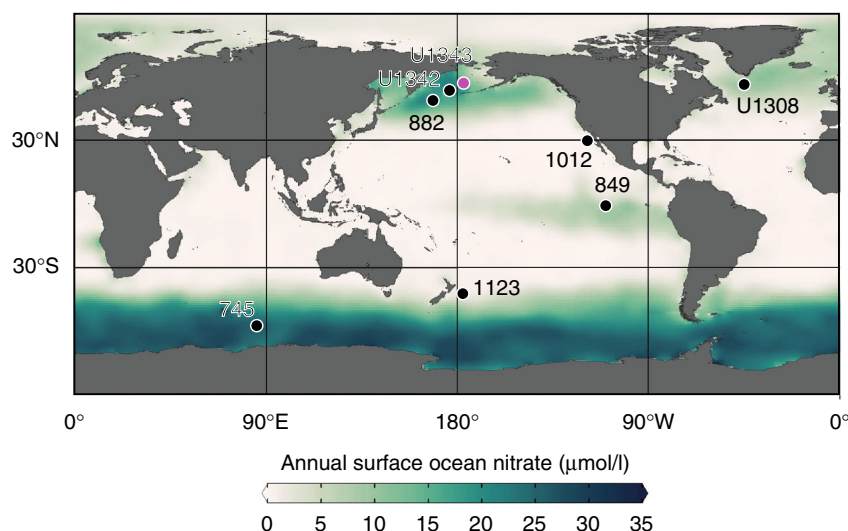 U1343
U1342
882
U1308
30°N
1012
849
30°S
1123
745
0°
90°E
180°
90°W
0°
Annual surface ocean nitrate (μmol/l)
0 5 10 15 20 25 30 35